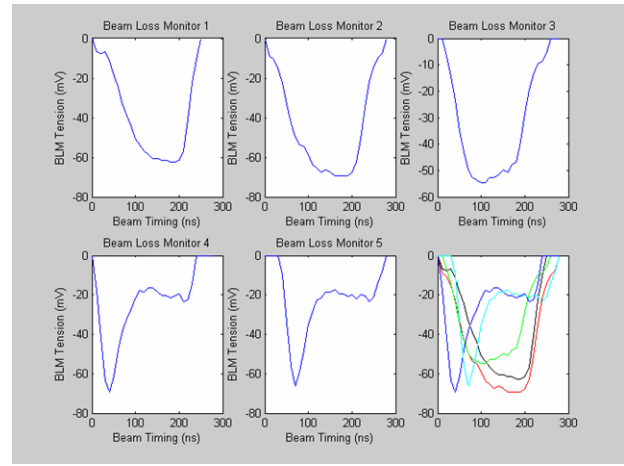 Beam Loss Monitor 1
0
-20
-40
-60
-80
BLM Tension (mV)
0 100 200 300
Beam Timing (ns)
Beam Loss Monitor 2
0
-20
-40
-60
-80
BLM Tension (mV)
0 100 200 300
Beam Timing (ns)
Beam Loss Monitor 3
0
-10
-20
-30
-40
-50
-60
BLM Tension (mV)
0 100 200 300
Beam Timing (ns)
Beam Loss Monitor 4
0
-20
-40
-60
-80
BLM Tension (mV)
0 100 200 300
Beam Timing (ns)
Beam Loss Monitor 5
0
-20
-40
-60
-80
BLM Tension (mV)
0 100 200 300
Beam Timing (ns)
0
-20
-40
-60
-80
0 100 200 300